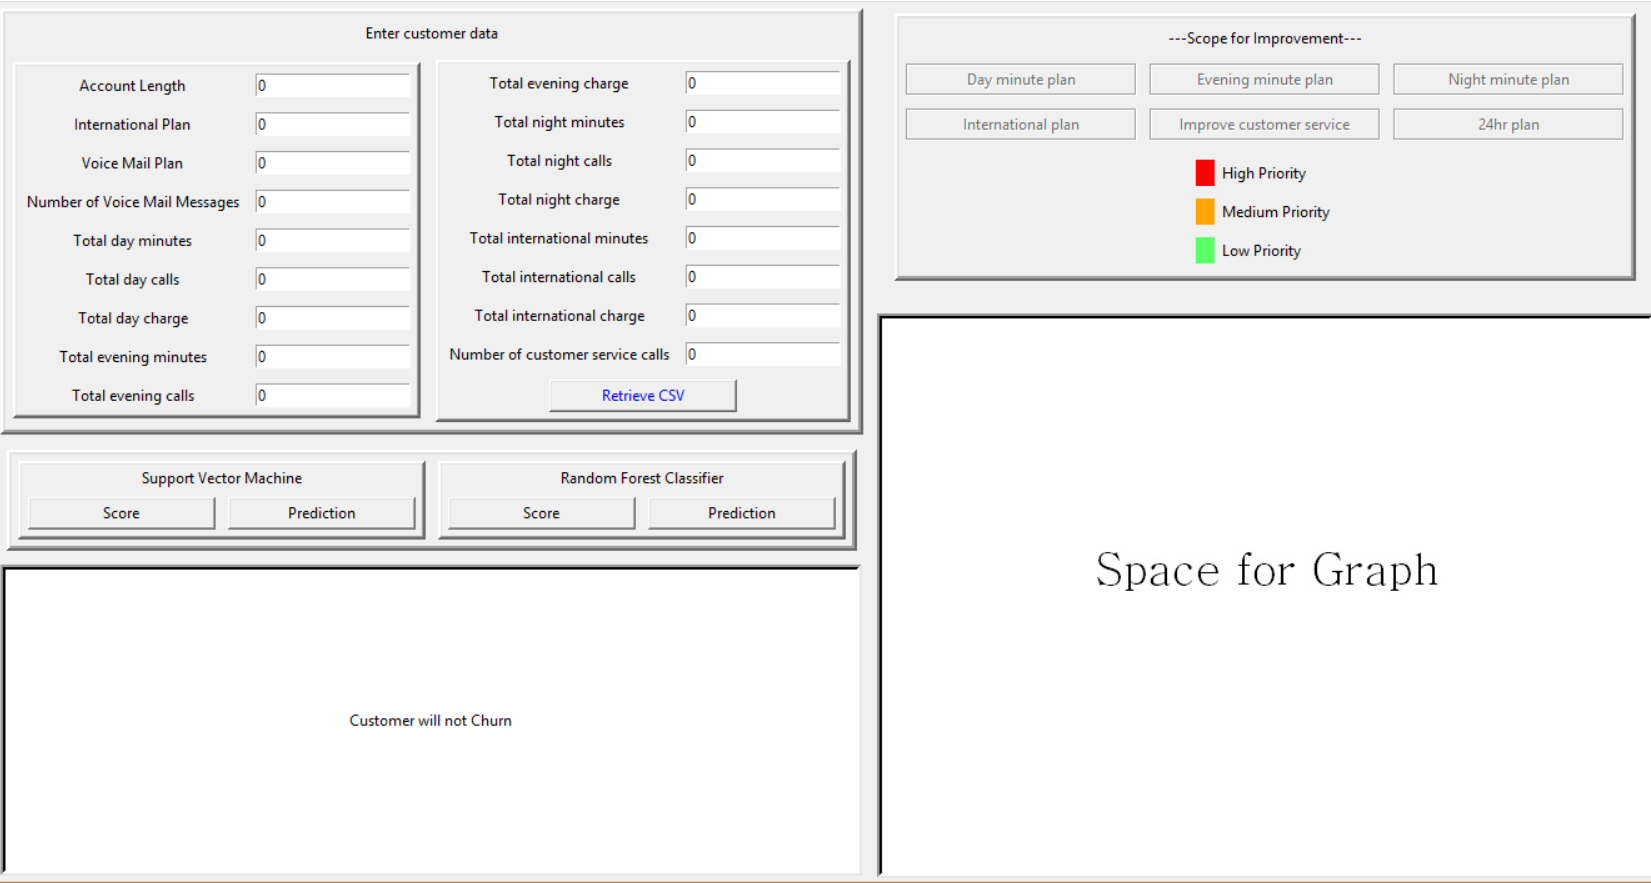 Enter customer data
Account Length 0
International Plan 0
Voice Mail Plan 0
Number of Voice Mail Messages 0
Total day minutes 0
Total day calls 0
Total day charge 0
Total evening minutes 0
Total evening calls 0
Total evening charge 0
Total night minutes 0
Total night calls 0
Total night charge 0
Total international minutes 0
Total international calls 0
Total international charge 0
Number of customer service calls 0
Retrieve CSV
Support Vector Machine
Score Prediction
Random Forest Classifier
Score Prediction
Customer will not Churn
---Scope for Improvement---
Day minute plan Evening minute plan Night minute plan
International plan Improve customer service 24hr plan
High Priority
Medium Priority
Low Priority
Space for Graph